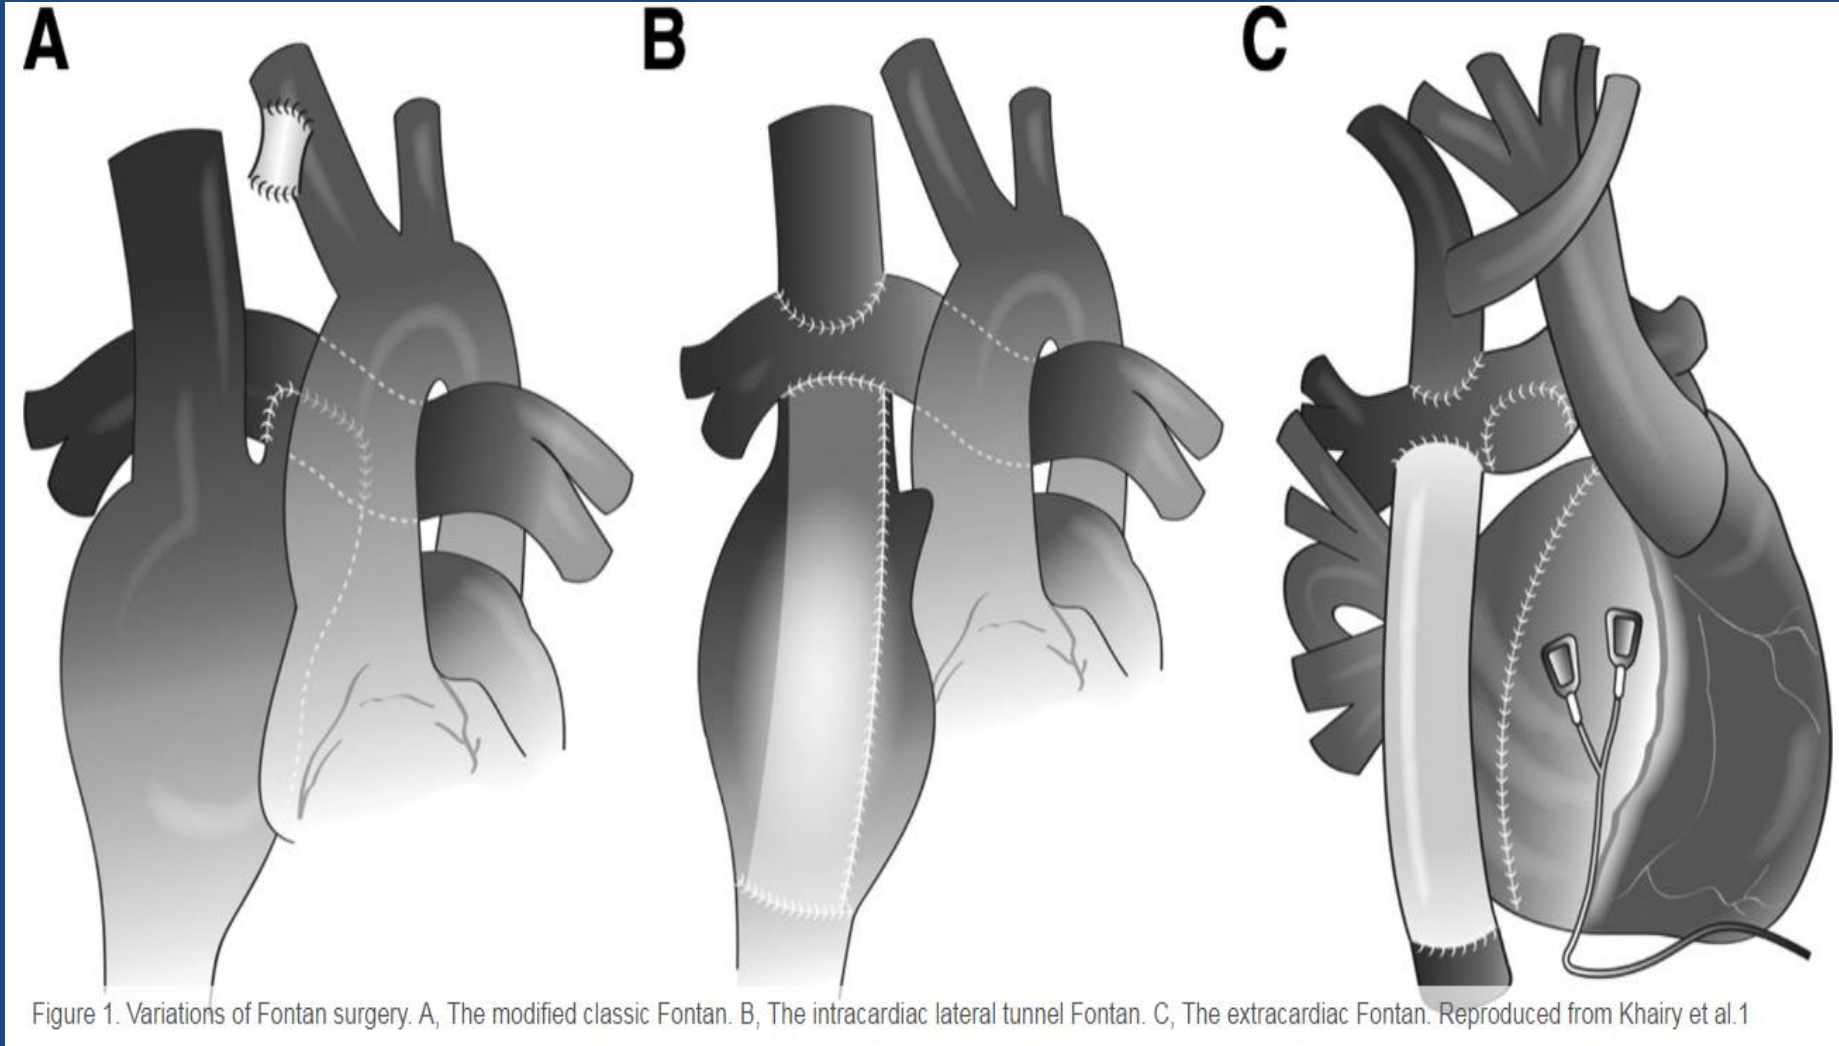 A
B
C
Figure 1. Variations of Fontan surgery. A, The modified classic Fontan. B, The intracardiac lateral tunnel Fontan. C, The extracardiac Fontan. Reproduced from Khairy et al.1